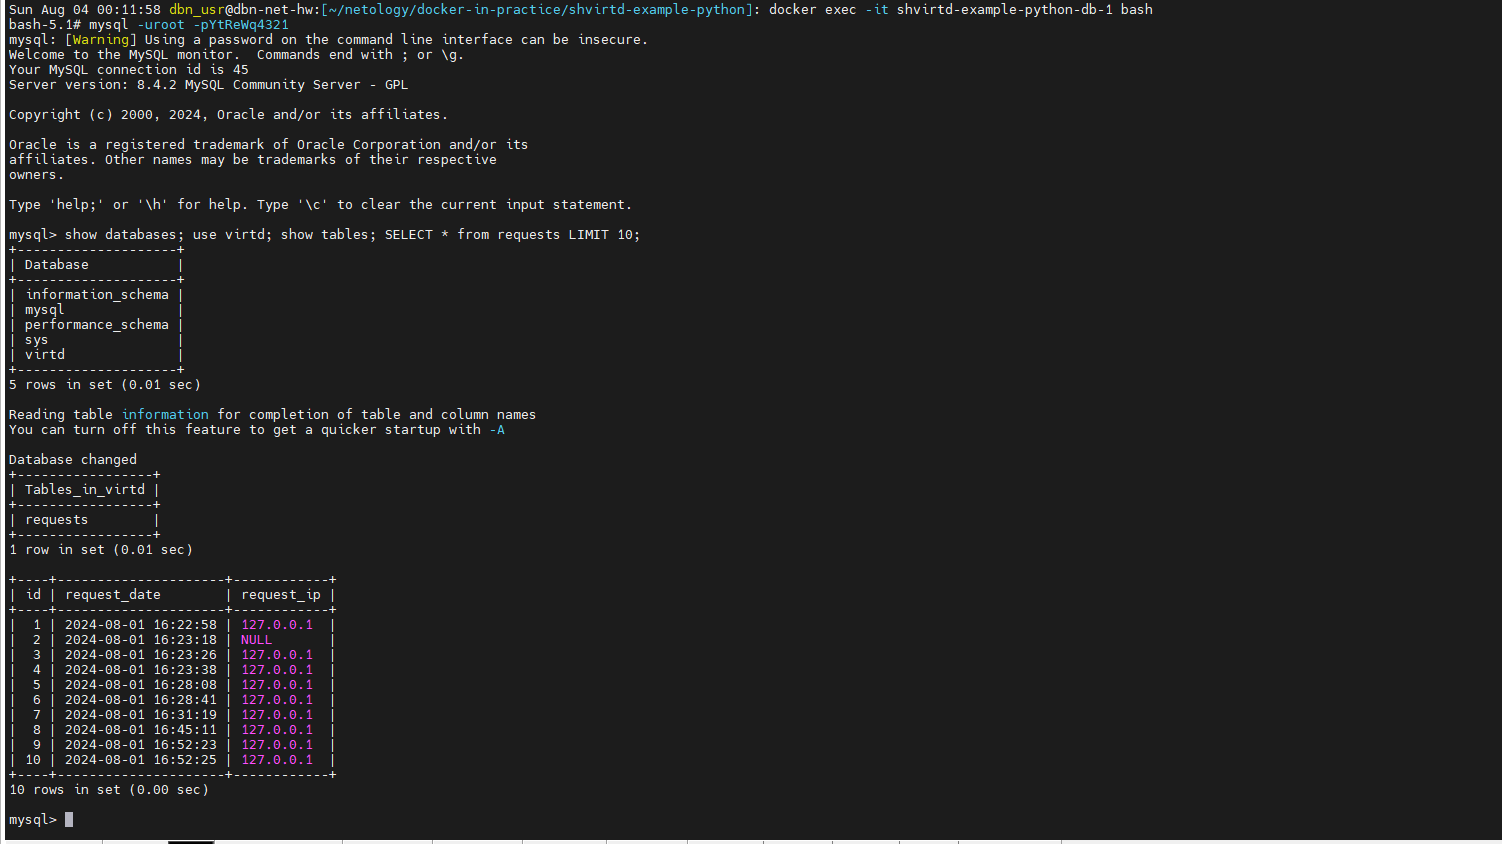 Sun Aug 04 00:11:58 dbn_usr@dbn-net-hw:[~/netology/docker-in-practice/shvirtd-example-python]: docker exec -it shvirtd-example-python-db-1 bash
bash-5.1# mysql -uroot -pYtReWq4321
mysql: [Warning] Using a password on the command line interface can be insecure.
Welcome to the MySQL monitor.  Commands end with ; or \g.
Your MySQL connection id is 45
Server version: 8.4.2 MySQL Community Server - GPL

Copyright (c) 2000, 2024, Oracle and/or its affiliates.

Oracle is a registered trademark of Oracle Corporation and/or its
affiliates. Other names may be trademarks of their respective
owners.

Type 'help;' or '\h' for help. Type '\c' to clear the current input statement.

mysql> show databases; use virtd; show tables; SELECT * from requests LIMIT 10;
+--------------------+
| Database           |
+--------------------+
| information_schema |
| mysql              |
| performance_schema |
| sys                |
| virtd              |
+--------------------+
5 rows in set (0.01 sec)

Reading table information for completion of table and column names
You can turn off this feature to get a quicker startup with -A

Database changed
+-----------------+
| Tables_in_virtd |
+-----------------+
| requests        |
+-----------------+
1 row in set (0.01 sec)

+----+---------------------+------------+
| id | request_date        | request_ip |
+----+---------------------+------------+
|  1 | 2024-08-01 16:22:58 | 127.0.0.1  |
|  2 | 2024-08-01 16:23:18 | NULL       |
|  3 | 2024-08-01 16:23:26 | 127.0.0.1  |
|  4 | 2024-08-01 16:23:38 | 127.0.0.1  |
|  5 | 2024-08-01 16:28:08 | 127.0.0.1  |
|  6 | 2024-08-01 16:28:41 | 127.0.0.1  |
|  7 | 2024-08-01 16:31:19 | 127.0.0.1  |
|  8 | 2024-08-01 16:45:11 | 127.0.0.1  |
|  9 | 2024-08-01 16:52:23 | 127.0.0.1  |
| 10 | 2024-08-01 16:52:25 | 127.0.0.1  |
+----+---------------------+------------+
10 rows in set (0.00 sec)

mysql>